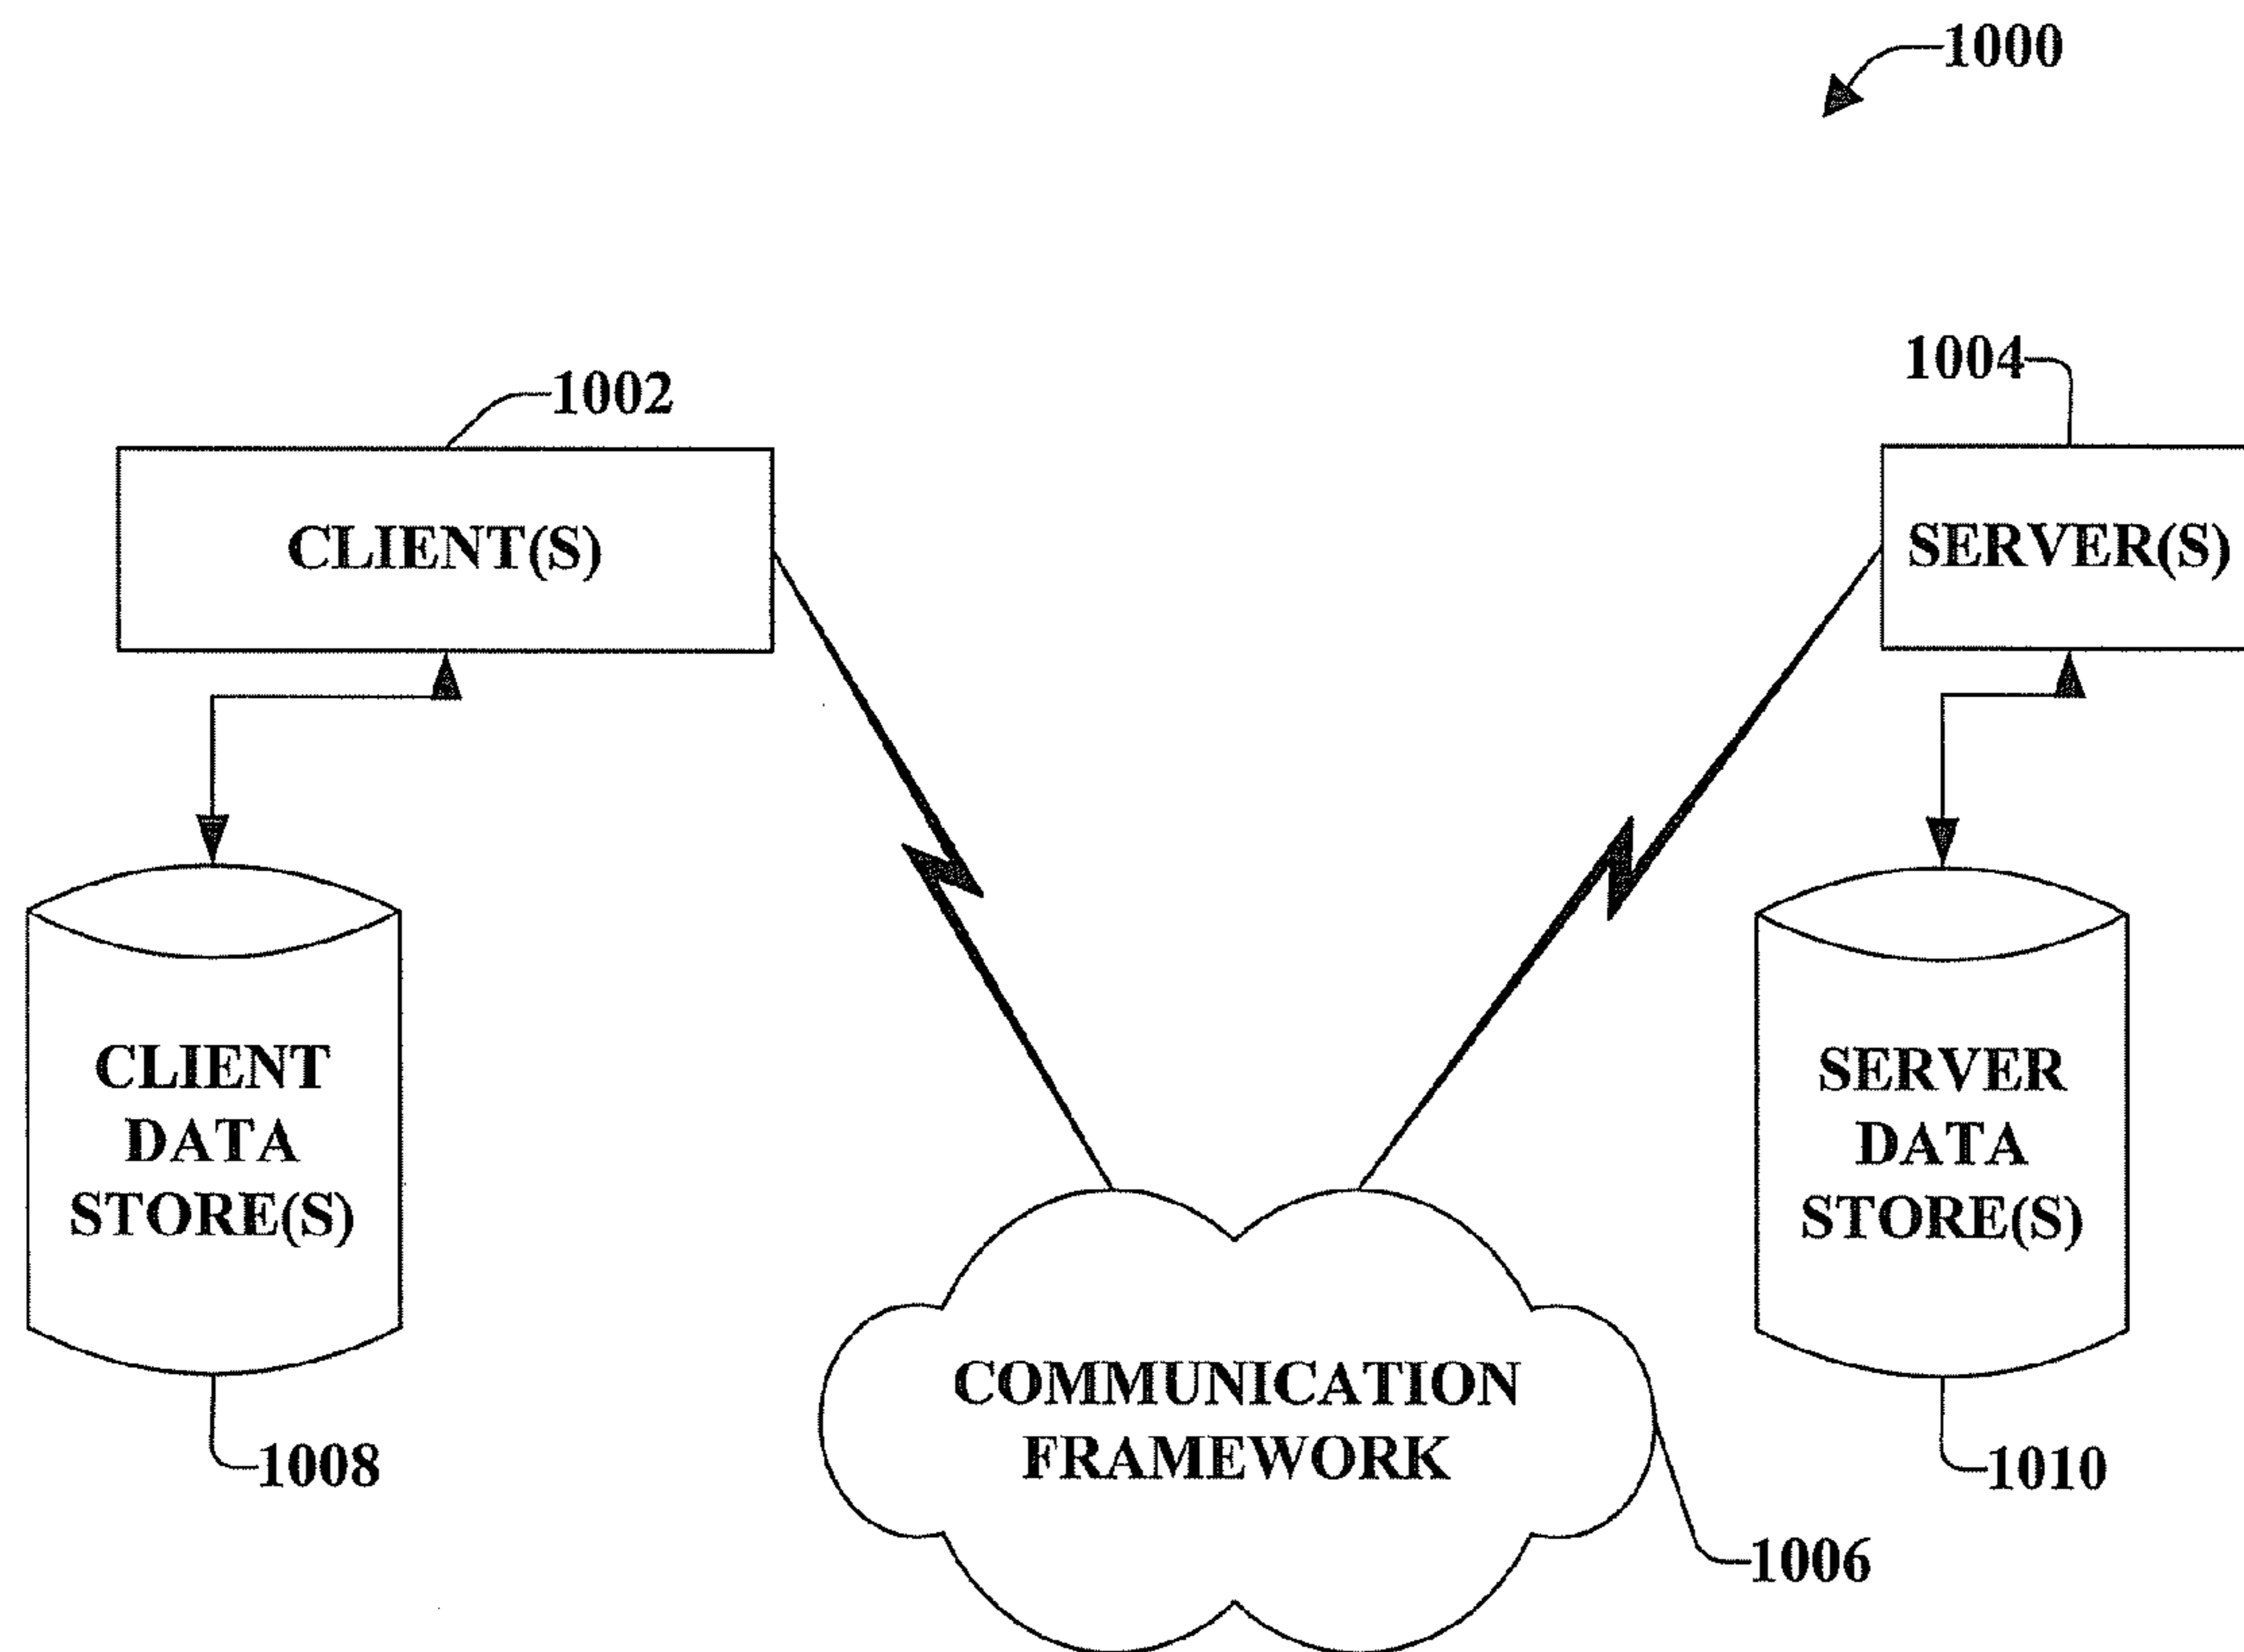 1000
1002
1004
CLIENT(S)
SERVER(S)
CLIENT
DATA
STORE(S)
SERVER
DATA
STORE(S)
COMMUNICATION
FRAMEWORK
1008
1010
1006